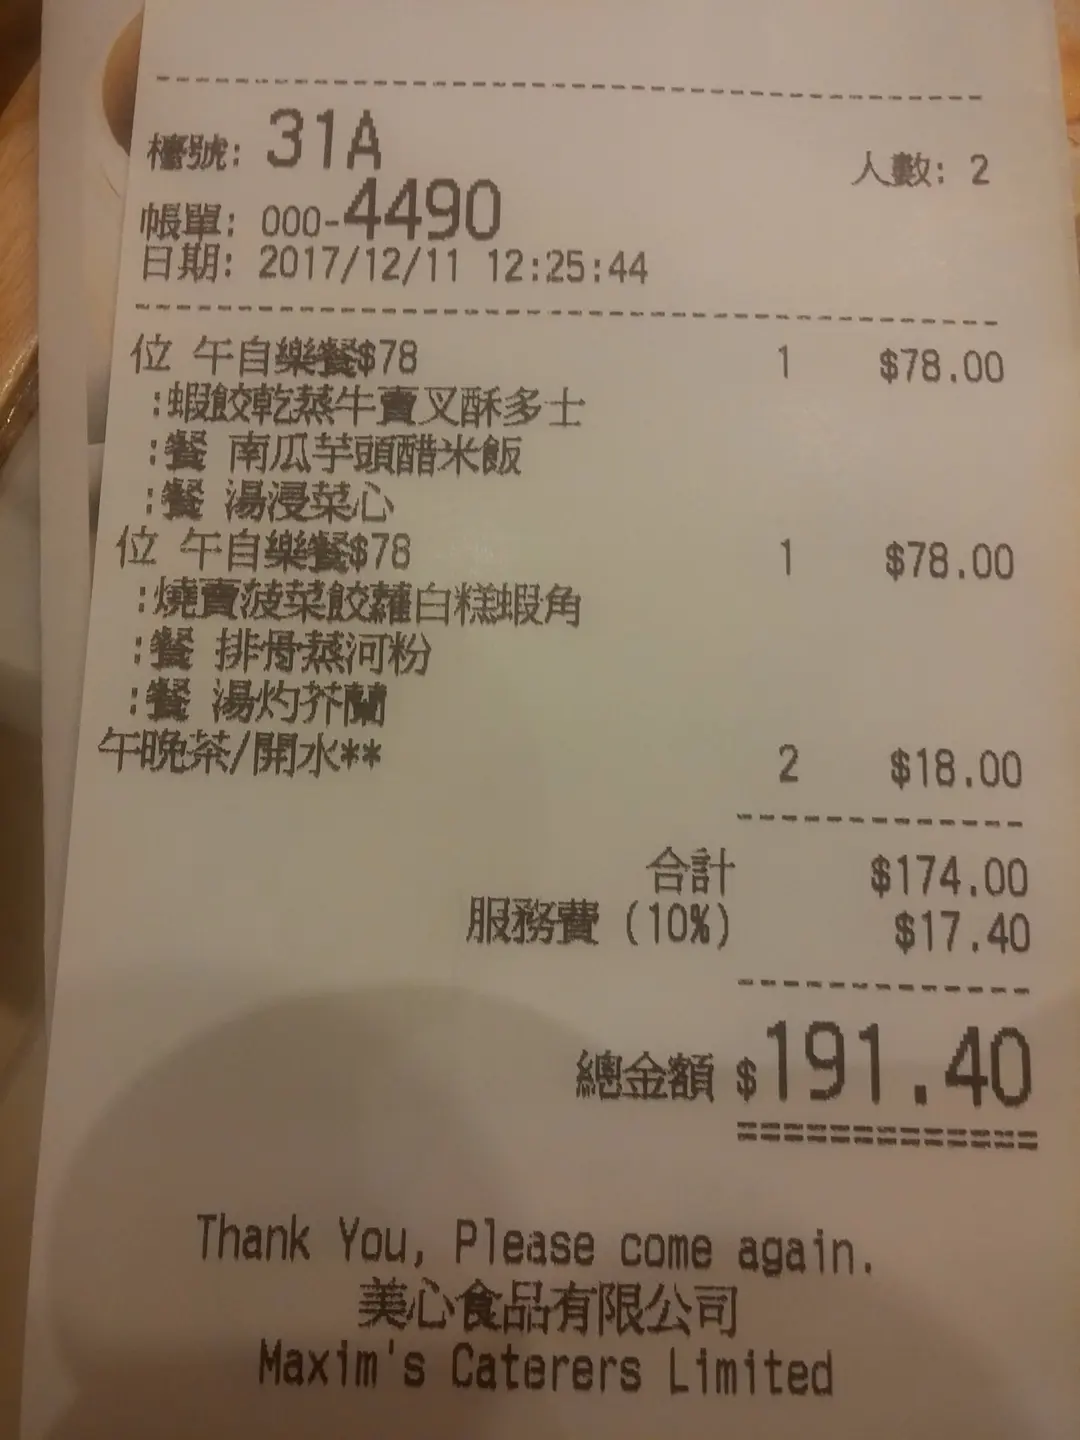 檯號: 31A 人數: 2
帳單: 000-4490
日期: 2017/12/11 12:25:44
位 午自樂餐$78 1 $78.00
:蝦餃乾蒸牛賣叉酥多士
:餐 南瓜芋頭醋米飯
:餐 湯浸菜心
位 午自樂餐$78 1 $78.00
:燒賣菠菜餃蘿白糕蝦角
:餐 排骨蒸河粉
:餐 湯灼芥蘭
午晚茶/開水** 2 $18.00
合計 $174.00
服務費 (10%) $17.40
總金額 $191.40
Thank You, Please come again.
美心食品有限公司
Maxim's Caterers Limited